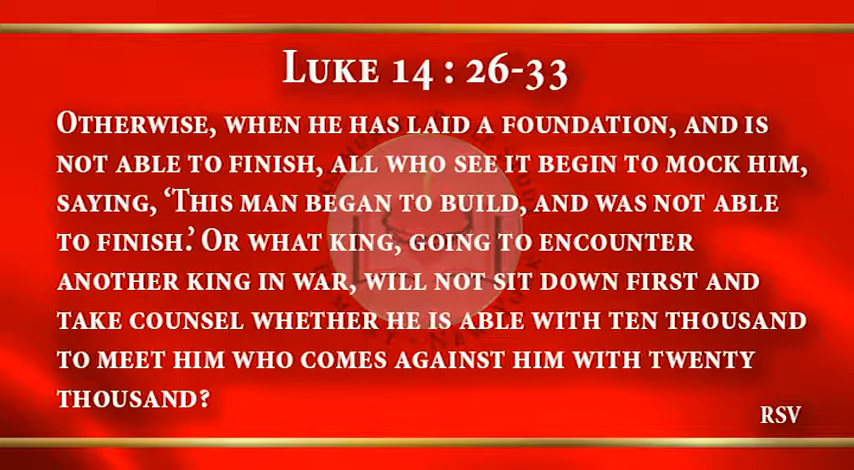 Luke 14 : 26-33
Otherwise, when he has laid a foundation, and is
not able to finish, all who see it begin to mock him,
saying, ‘This man began to build, and was not able
to finish.’ Or what king, going to encounter
another king in war, will not sit down first and
take counsel whether he is able with ten thousand
to meet him who comes against him with twenty
thousand?
RSV